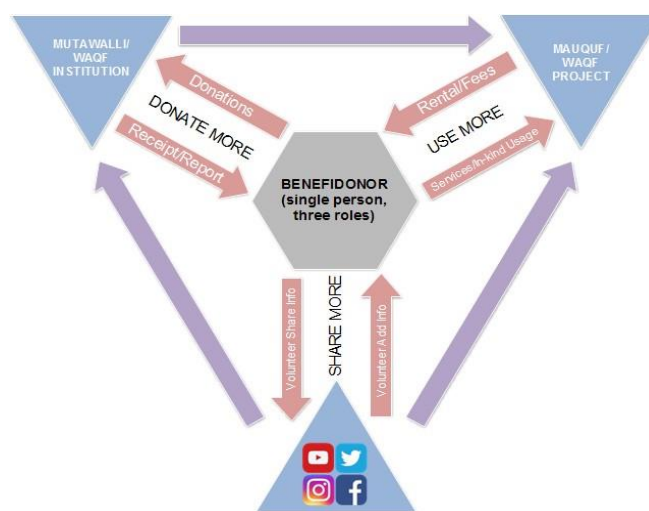 MUTAWALLI/
WAQF
INSTITUTION
MAUQUF/
WAQF
PROJECT
Donations
DONATE MORE
Receipt/Report
Rental/Fees
USE MORE
Services/In-kind Usage
BENEFIDONOR
(single person,
three roles)
Volunteer Share Info
SHARE MORE
Volunteer Add Info